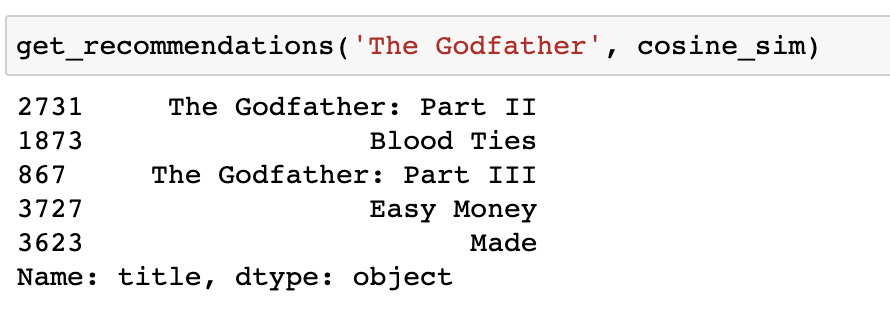 get_recommendations('The Godfather', cosine_sim)
2731     The Godfather: Part II
1873                 Blood Ties
867     The Godfather: Part III
3727                 Easy Money
3623                       Made
Name: title, dtype: object